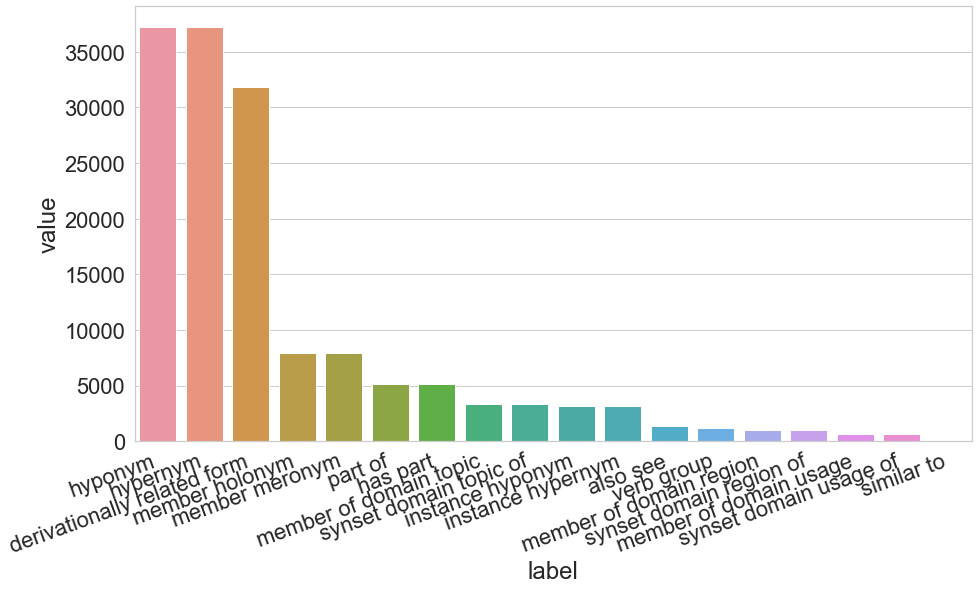 35000
30000
25000
20000
15000
10000
5000
0
value
hyponym
hypernym
derivationally related form
member holonym
member meronym
part of
has part
member of domain topic
synset domain topic of
instance hyponym
instance hypernym
also see
verb group
member of domain region
synset domain region of
member of domain usage
synset domain usage of
similar to
label